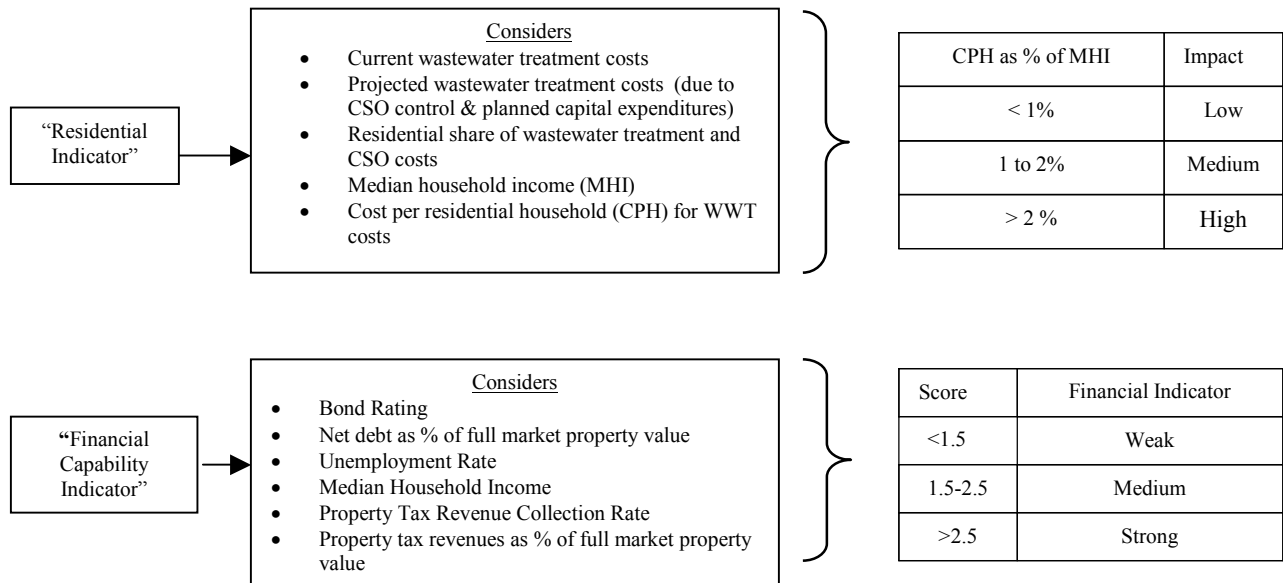 “Residential
Indicator”
Considers
• Current wastewater treatment costs
• Projected wastewater treatment costs (due to
CSO control & planned capital expenditures)
• Residential share of wastewater treatment and
CSO costs
• Median household income (MHI)
• Cost per residential household (CPH) for WWT
costs
CPH as % of MHI Impact
< 1% Low
1 to 2% Medium
> 2 % High
“Financial
Capability
Indicator”
Considers
• Bond Rating
• Net debt as % of full market property value
• Unemployment Rate
• Median Household Income
• Property Tax Revenue Collection Rate
• Property tax revenues as % of full market property
value
Score Financial Indicator
<1.5 Weak
1.5-2.5 Medium
>2.5 Strong